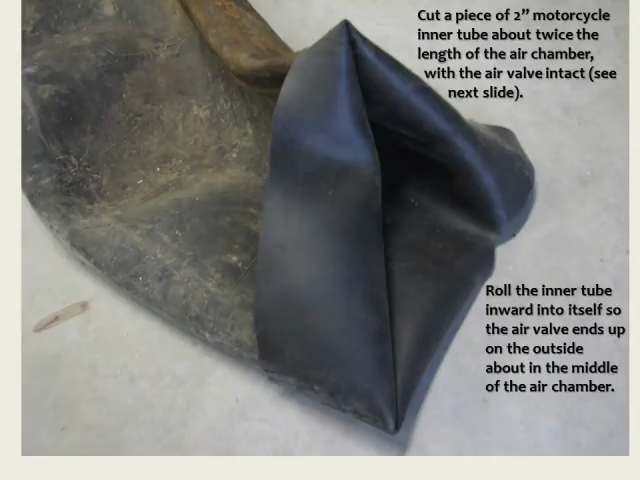 Cut a piece of 2” motorcycle
inner tube about twice the
length of the air chamber,
with the air valve intact (see
next slide).
Roll the inner tube
inward into itself so
the air valve ends up
on the outside
about in the middle
of the air chamber.